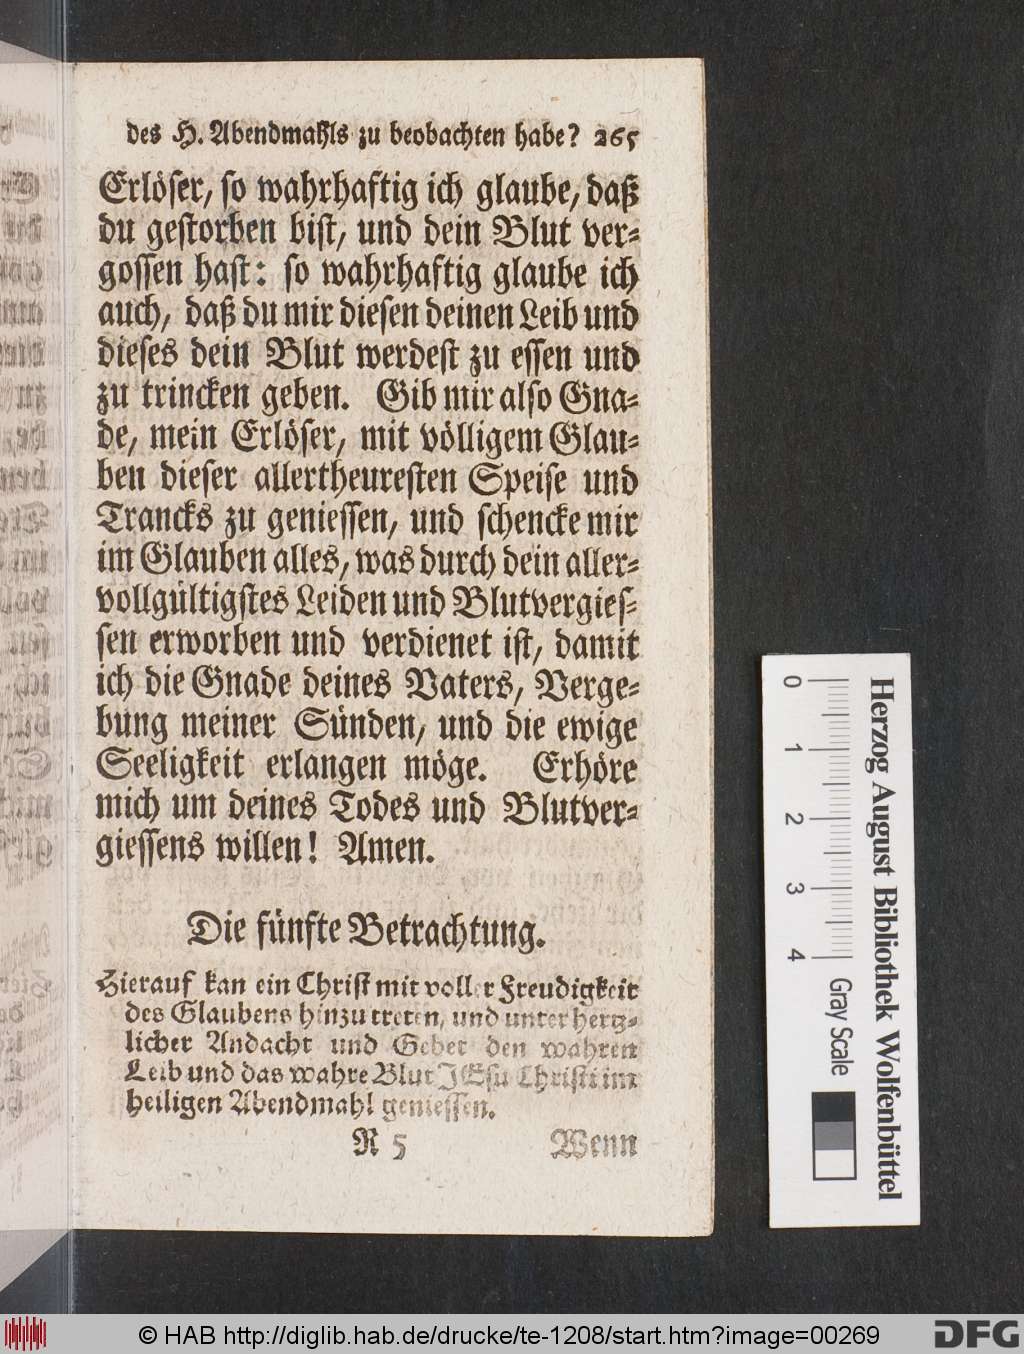 des H. Abendmahls zu beobachten habe? 265
Erlöser, so wahrhaftig ich glaube, daß
du gestorben bist, und dein Blut ver-
gossen hast: so wahrhaftig glaube ich
auch, daß du mir diesen deinen Leib und
dieses dein Blut werdest zu essen und
zu trincken geben. Gib mir also Gna-
de, mein Erlöser, mit völligem Glau-
ben dieser allertheuresten Speise und
Trancks zu geniessen, und schencke mir
im Glauben alles, was durch dein aller-
vollgültigstes Leiden und Blutvergies-
sen erworben und verdienet ist, damit
ich die Gnade deines Vaters, Verge-
bung meiner Sünden, und die ewige
Seeligkeit erlangen möge. Erhöre
mich um deines Todes und Blutver-
giessens willen! Amen.
Die fünfte Betrachtung.
Hierauf kan ein Christ mit voller Freudigkeit
des Glaubens hinzu treten, und unter hertz-
licher Andacht und Gebet den wahren
Leib und das wahre Blut JEsu Christi im
heiligen Abendmahl geniessen.
R 5 Wenn
0 1 2 3 4 Gray Scale
Herzog August Bibliothek Wolfenbüttel
© HAB http://diglib.hab.de/drucke/te-1208/start.htm?image=00269
DFG